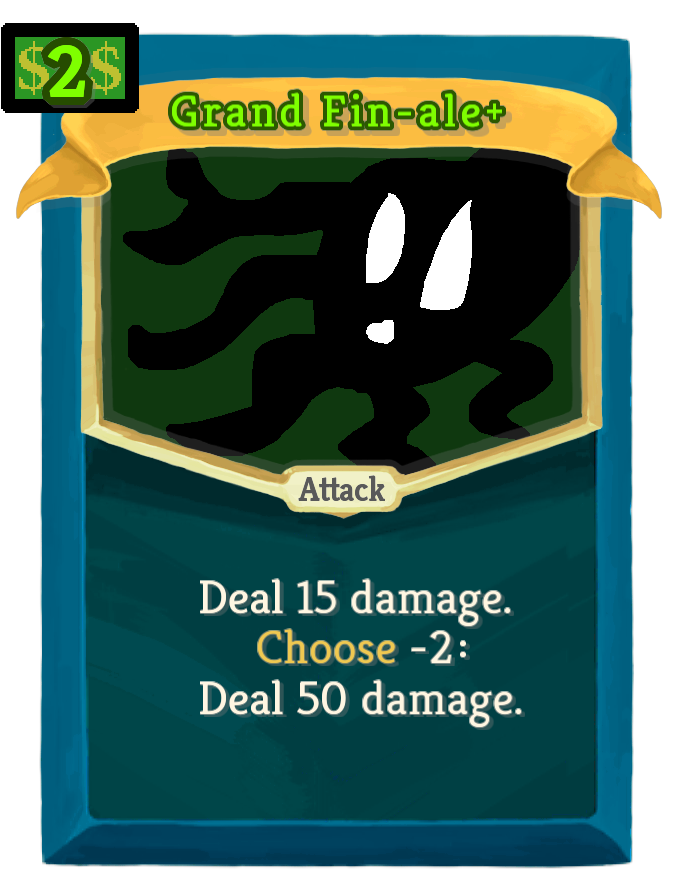 $2$
Grand Fin-ale+
Attack
Deal 15 damage.
Choose -2:
Deal 50 damage.